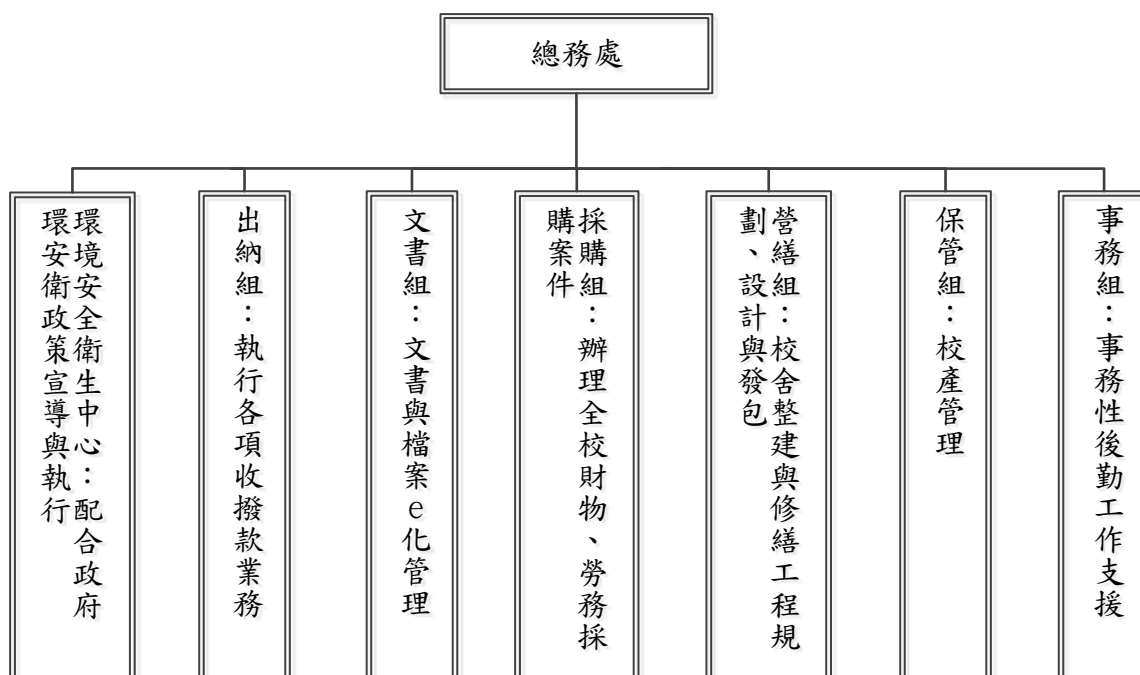 總務處
事務組：事務性後勤工作支援
保管組：校產管理
營繕組：校舍整建與修繕工程規
劃、設計與發包
採購組：辦理全校財物、勞務採
購案件
文書組：文書與檔案e化管理
出納組：執行各項收撥款業務
環境安全衛生中心：配合政府
環安衛政策宣導與執行